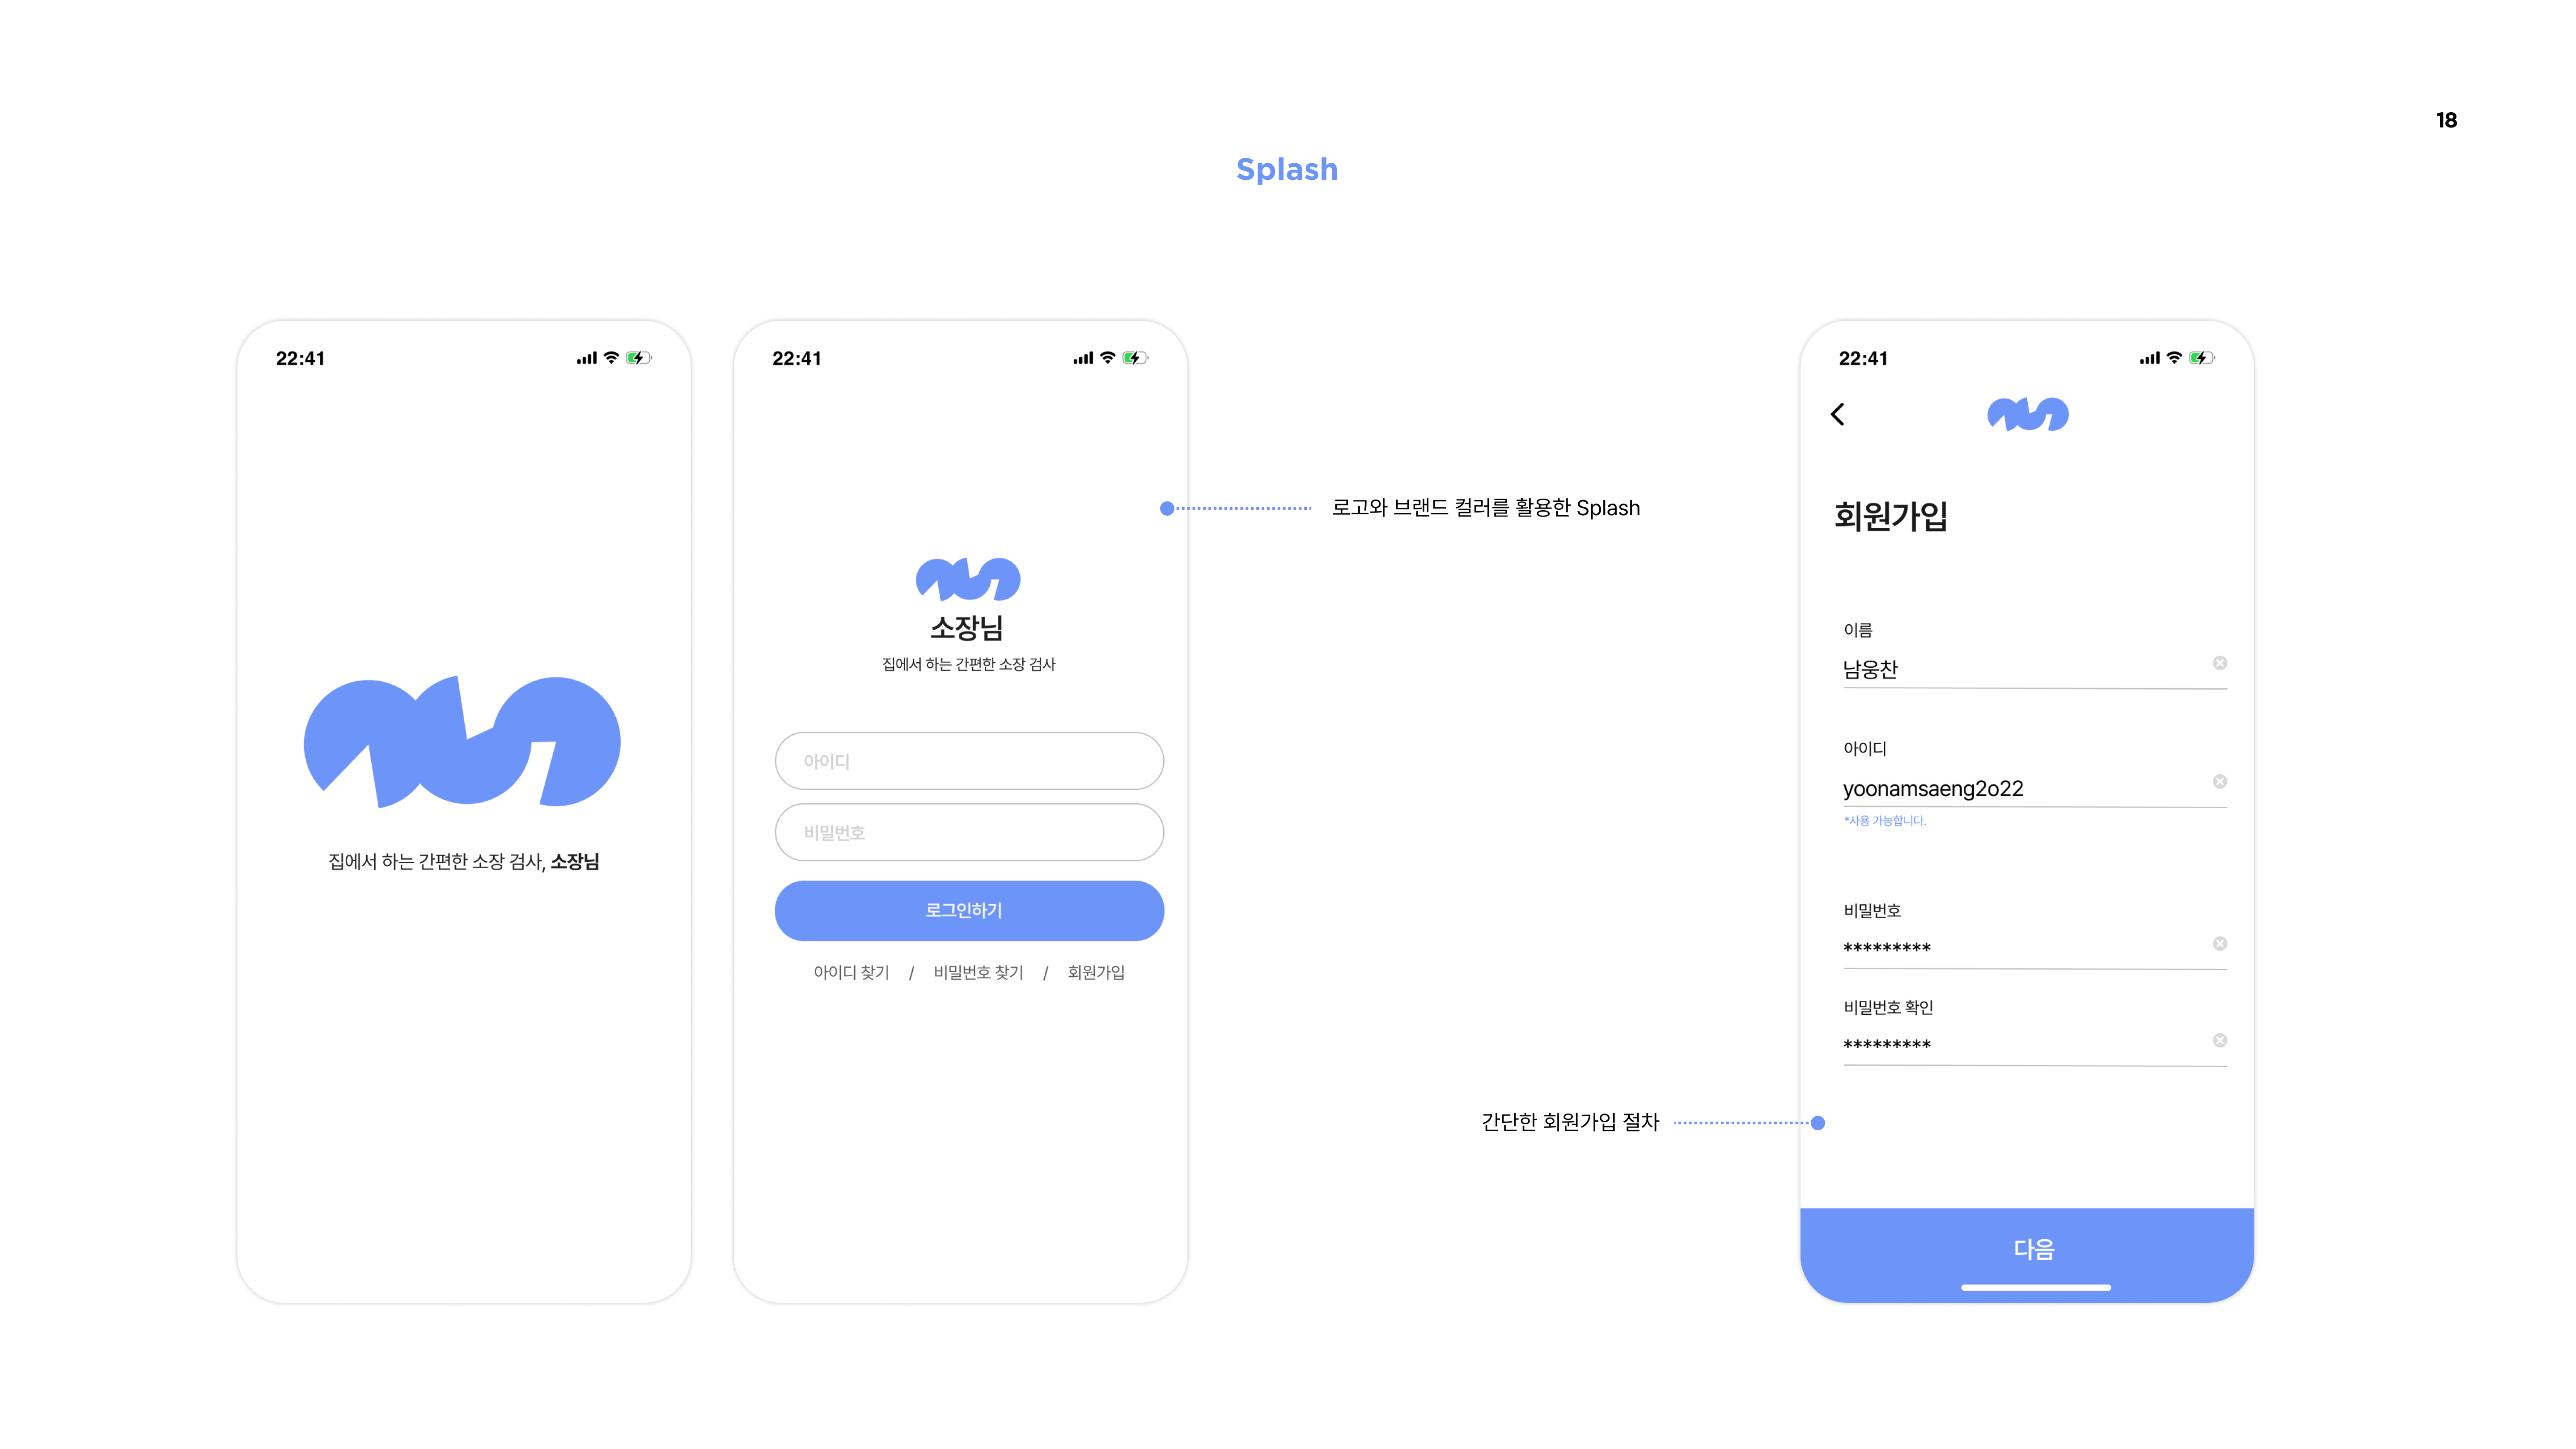 18
Splash
22:41
집에서 하는 간편한 소장 검사, 소장님
22:41
소장님
집에서 하는 간편한 소장 검사
아이디
비밀번호
로그인하기
아이디 찾기 / 비밀번호 찾기 / 회원가입
로고와 브랜드 컬러를 활용한 Splash
간단한 회원가입 절차
22:41
회원가입
이름
남웅찬
아이디
yoonamsaeng2o22
*사용 가능합니다.
비밀번호
*********
비밀번호 확인
*********
다음